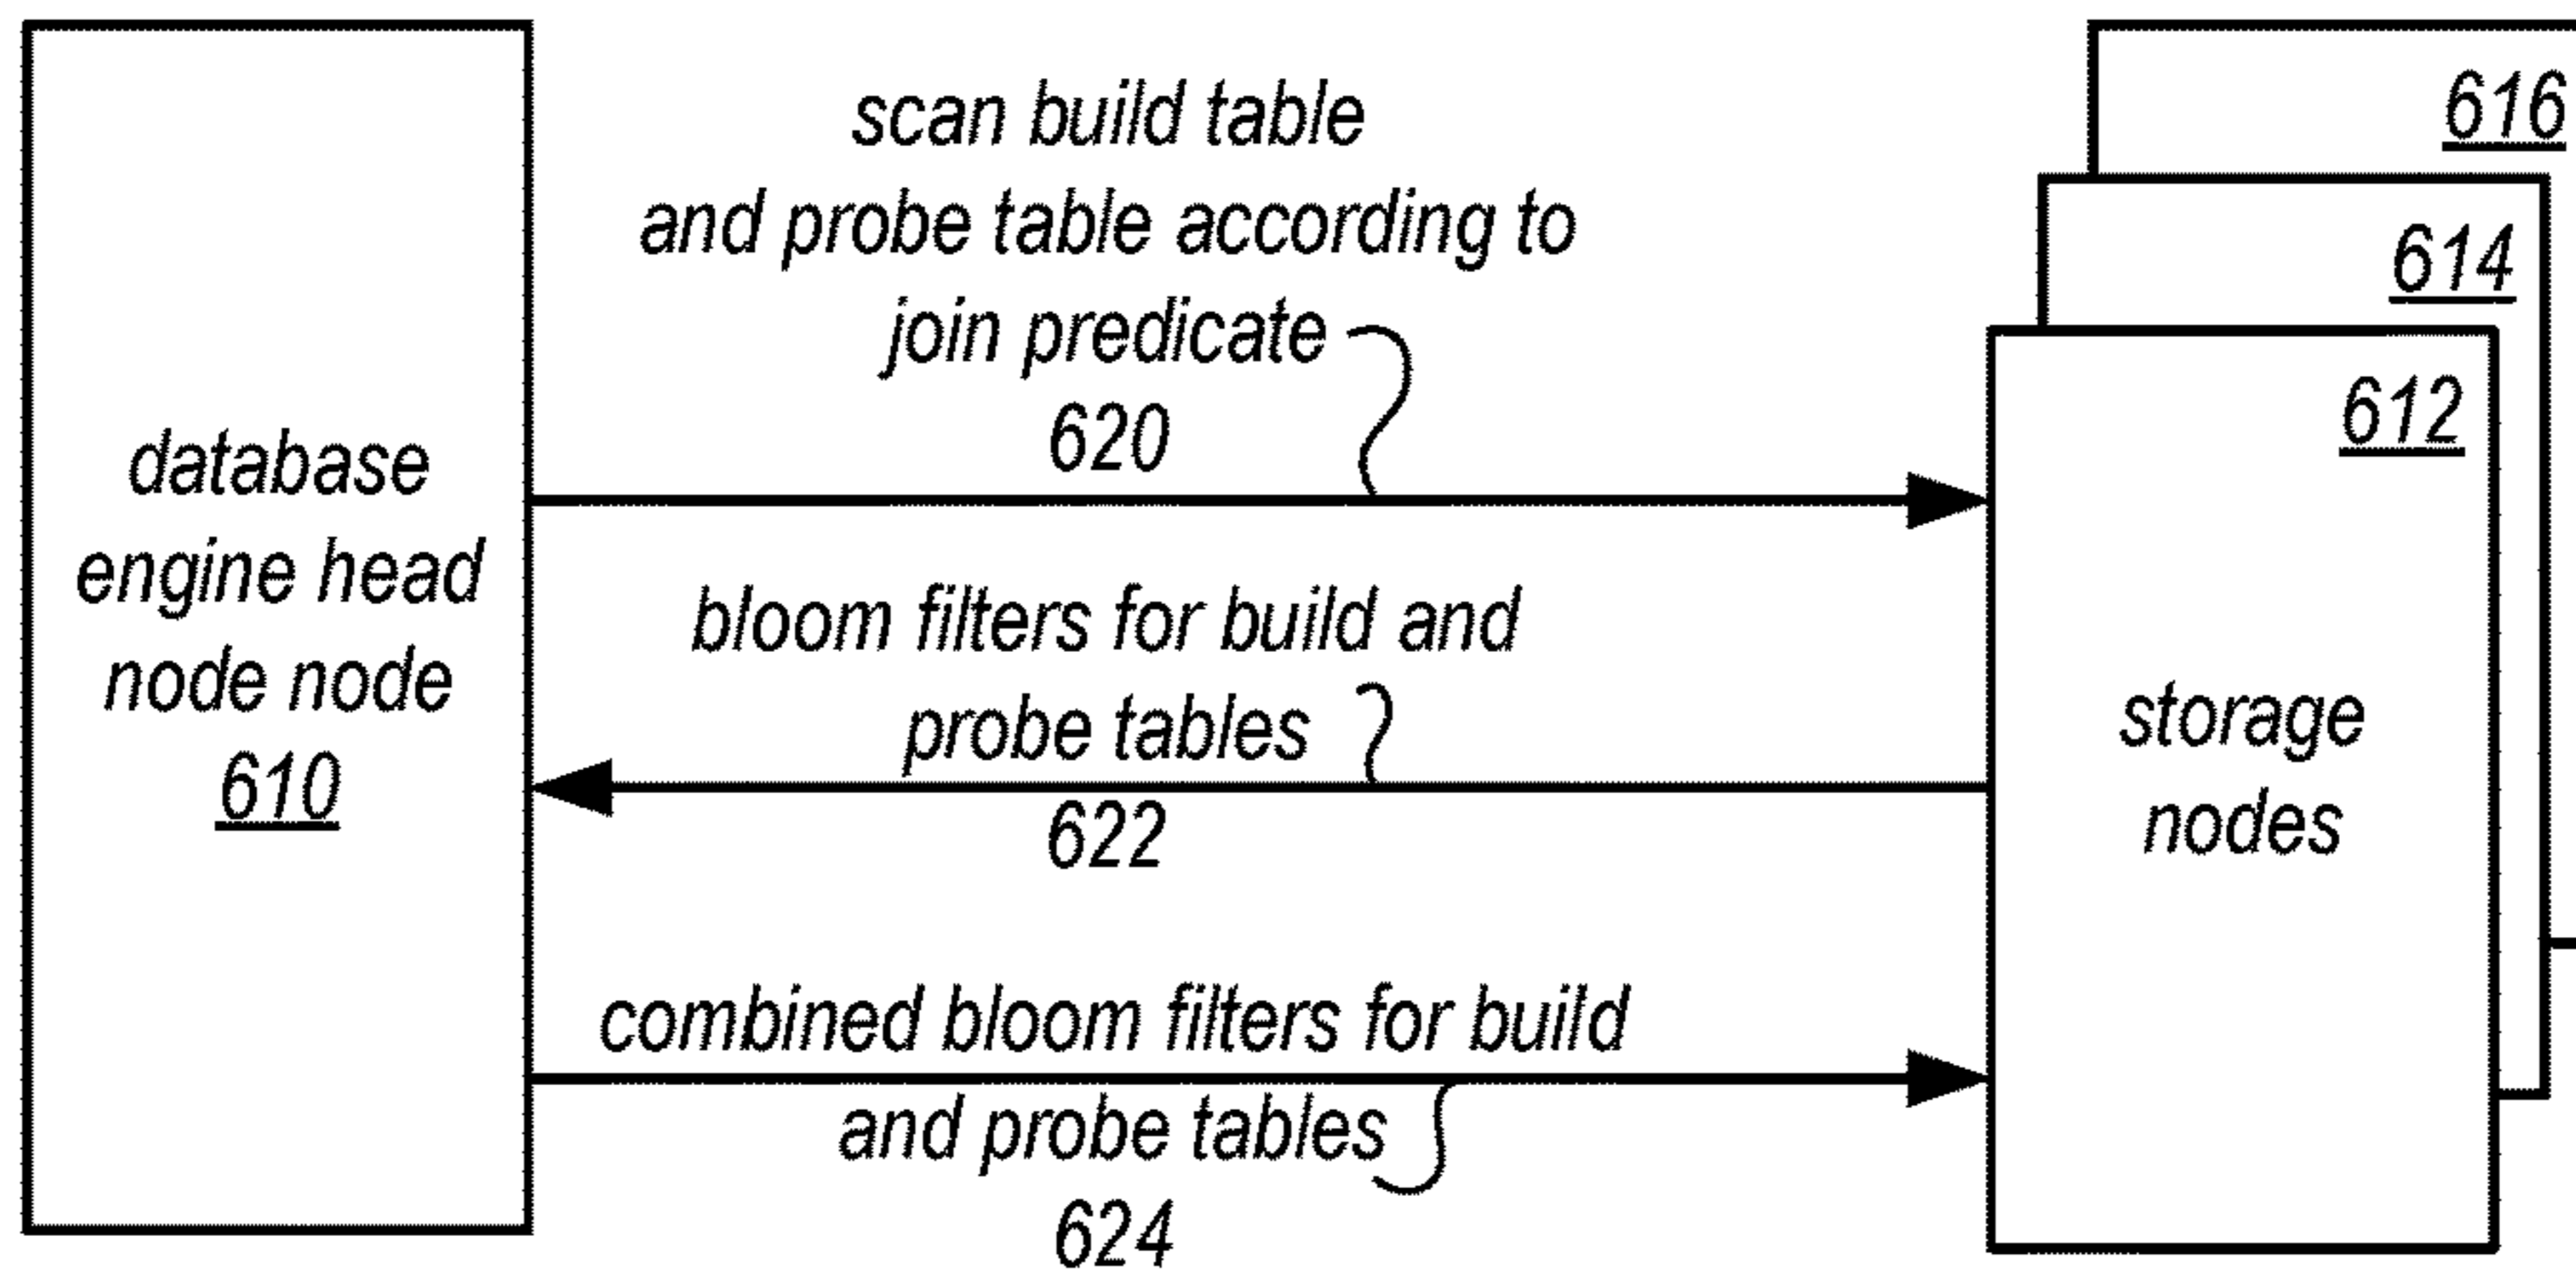 database
engine head
node node
610
scan build table
and probe table according to
join predicate
620
bloom filters for build and
probe tables
622
combined bloom filters for build
and probe tables
624
616
614
612
storage
nodes